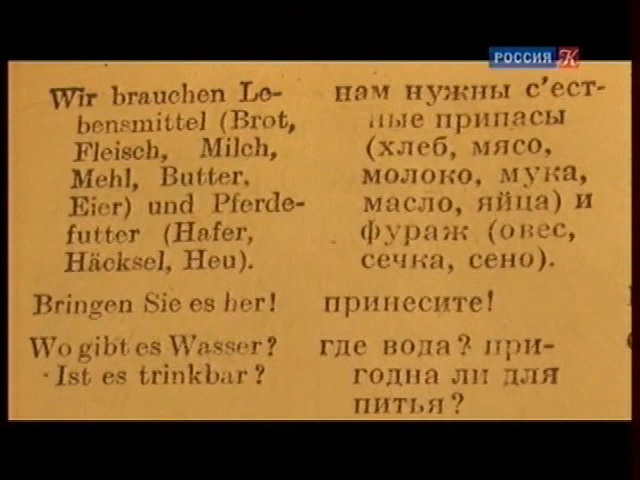 РОССИЯ К
Wir brauchen Le-
bensmittel (Brot,
Fleisch, Milch,
Mehl, Butter,
Eier) und Pferde-
futter (Hafer,
Häcksel, Heu).
нам нужны с’ест-
ные припасы
(хлеб, мясо,
молоко, мука,
масло, яйца) и
фураж (овес,
сечка, сено).
Bringen Sie es her!
принесите!
Wo gibt es Wasser?
Ist es trinkbar?
где вода? при-
годна ли для
питья?